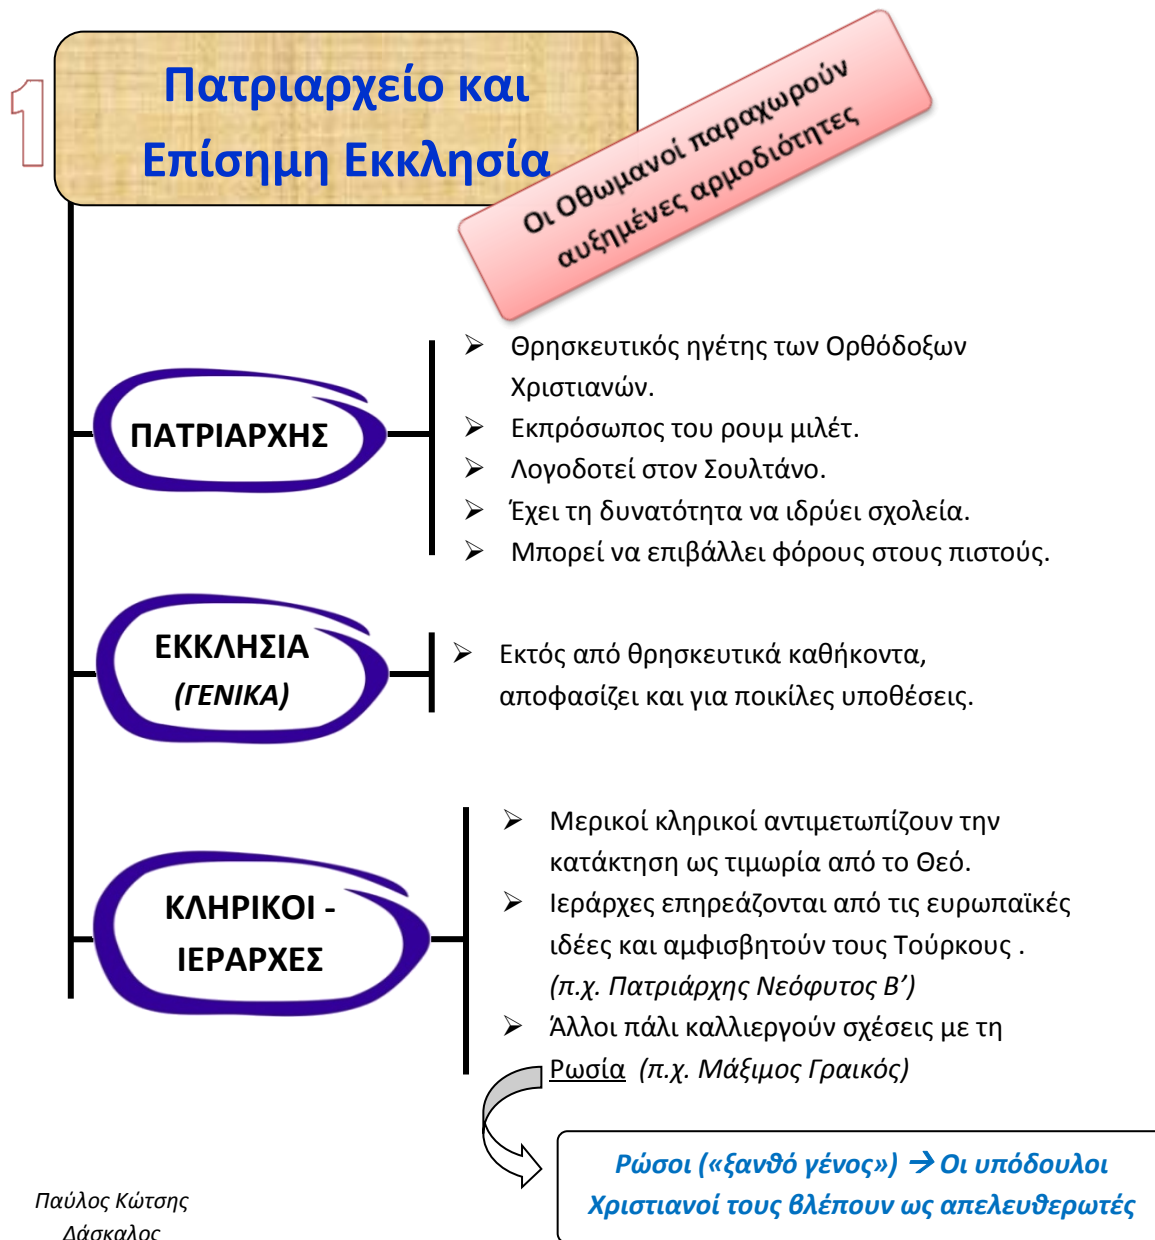 1
Πατριαρχείο και
Επίσημη Εκκλησία
Οι Οθωμανοί παραχωρούν
αυξημένες αρμοδιότητες
ΠΑΤΡΙΑΡΧΗΣ
➢ Θρησκευτικός ηγέτης των Ορθόδοξων
Χριστιανών.
➢ Εκπρόσωπος του ρουμ μιλέτ.
➢ Λογοδοτεί στον Σουλτάνο.
➢ Έχει τη δυνατότητα να ιδρύει σχολεία.
➢ Μπορεί να επιβάλλει φόρους στους πιστούς.
ΕΚΚΛΗΣΙΑ
(ΓΕΝΙΚΑ)
➢ Εκτός από θρησκευτικά καθήκοντα,
αποφασίζει και για ποικίλες υποθέσεις.
ΚΛΗΡΙΚΟΙ -
ΙΕΡΑΡΧΕΣ
➢ Μερικοί κληρικοί αντιμετωπίζουν την
κατάκτηση ως τιμωρία από το Θεό.
➢ Ιεράρχες επηρεάζονται από τις ευρωπαϊκές
ιδέες και αμφισβητούν τους Τούρκους .
(π.χ. Πατριάρχης Νεόφυτος Β’)
➢ Άλλοι πάλι καλλιεργούν σχέσεις με τη
Ρωσία (π.χ. Μάξιμος Γραικός)
Ρώσοι («ξανθό γένος») → Οι υπόδουλοι
Χριστιανοί τους βλέπουν ως απελευθερωτές
Παύλος Κώτσης
Δάσκαλος